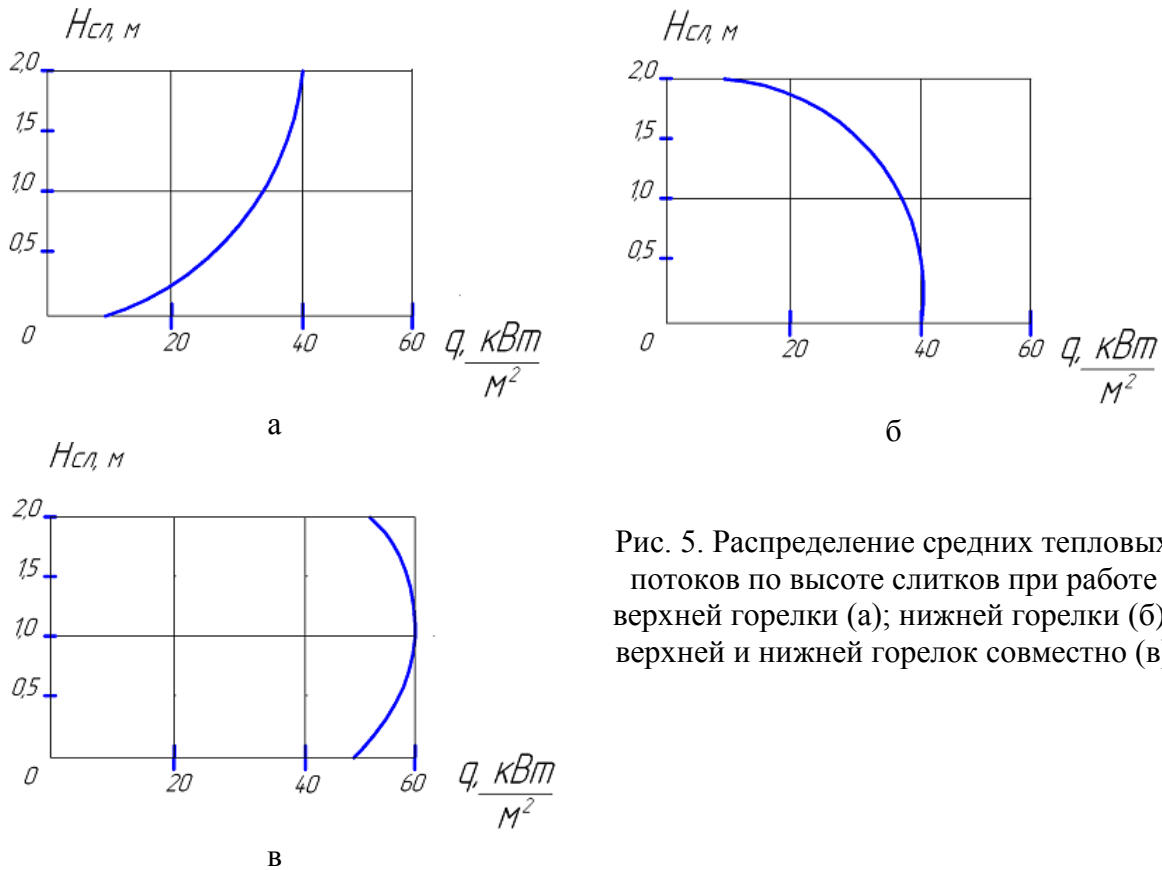 Нсл, м
2,0
1,5
1,0
0,5
0
20
40
60
q, кВт
м²
а
Нсл, м
2,0
1,5
1,0
0,5
0
20
40
60
q, кВт
м²
б
Нсл, м
2,0
1,5
1,0
0,5
0
20
40
60
q, кВт
м²
в
Рис. 5. Распределение средних тепловых
потоков по высоте слитков при работе
верхней горелки (а); нижней горелки (б)
верхней и нижней горелок совместно (в)